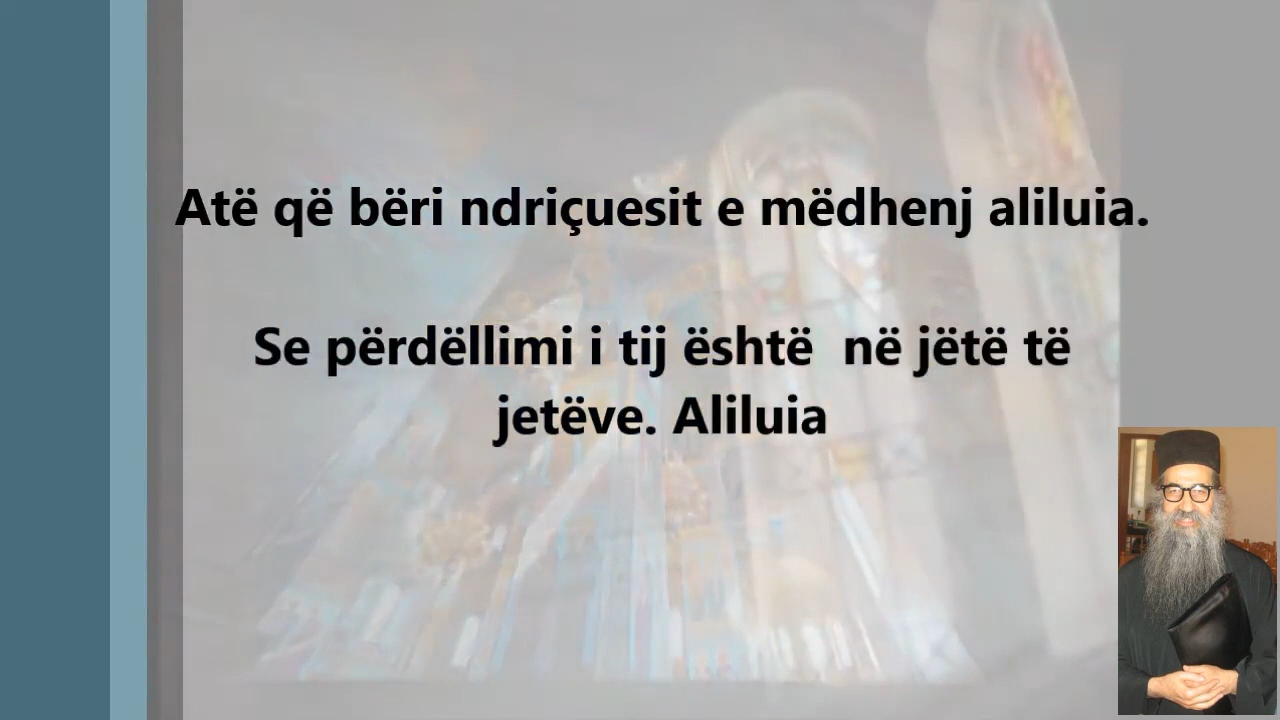 Atë që bëri ndriçuesit e mëdhenj aliluia.
Se përdëllimi i tij është në jëtë të
jetëve. Aliluia